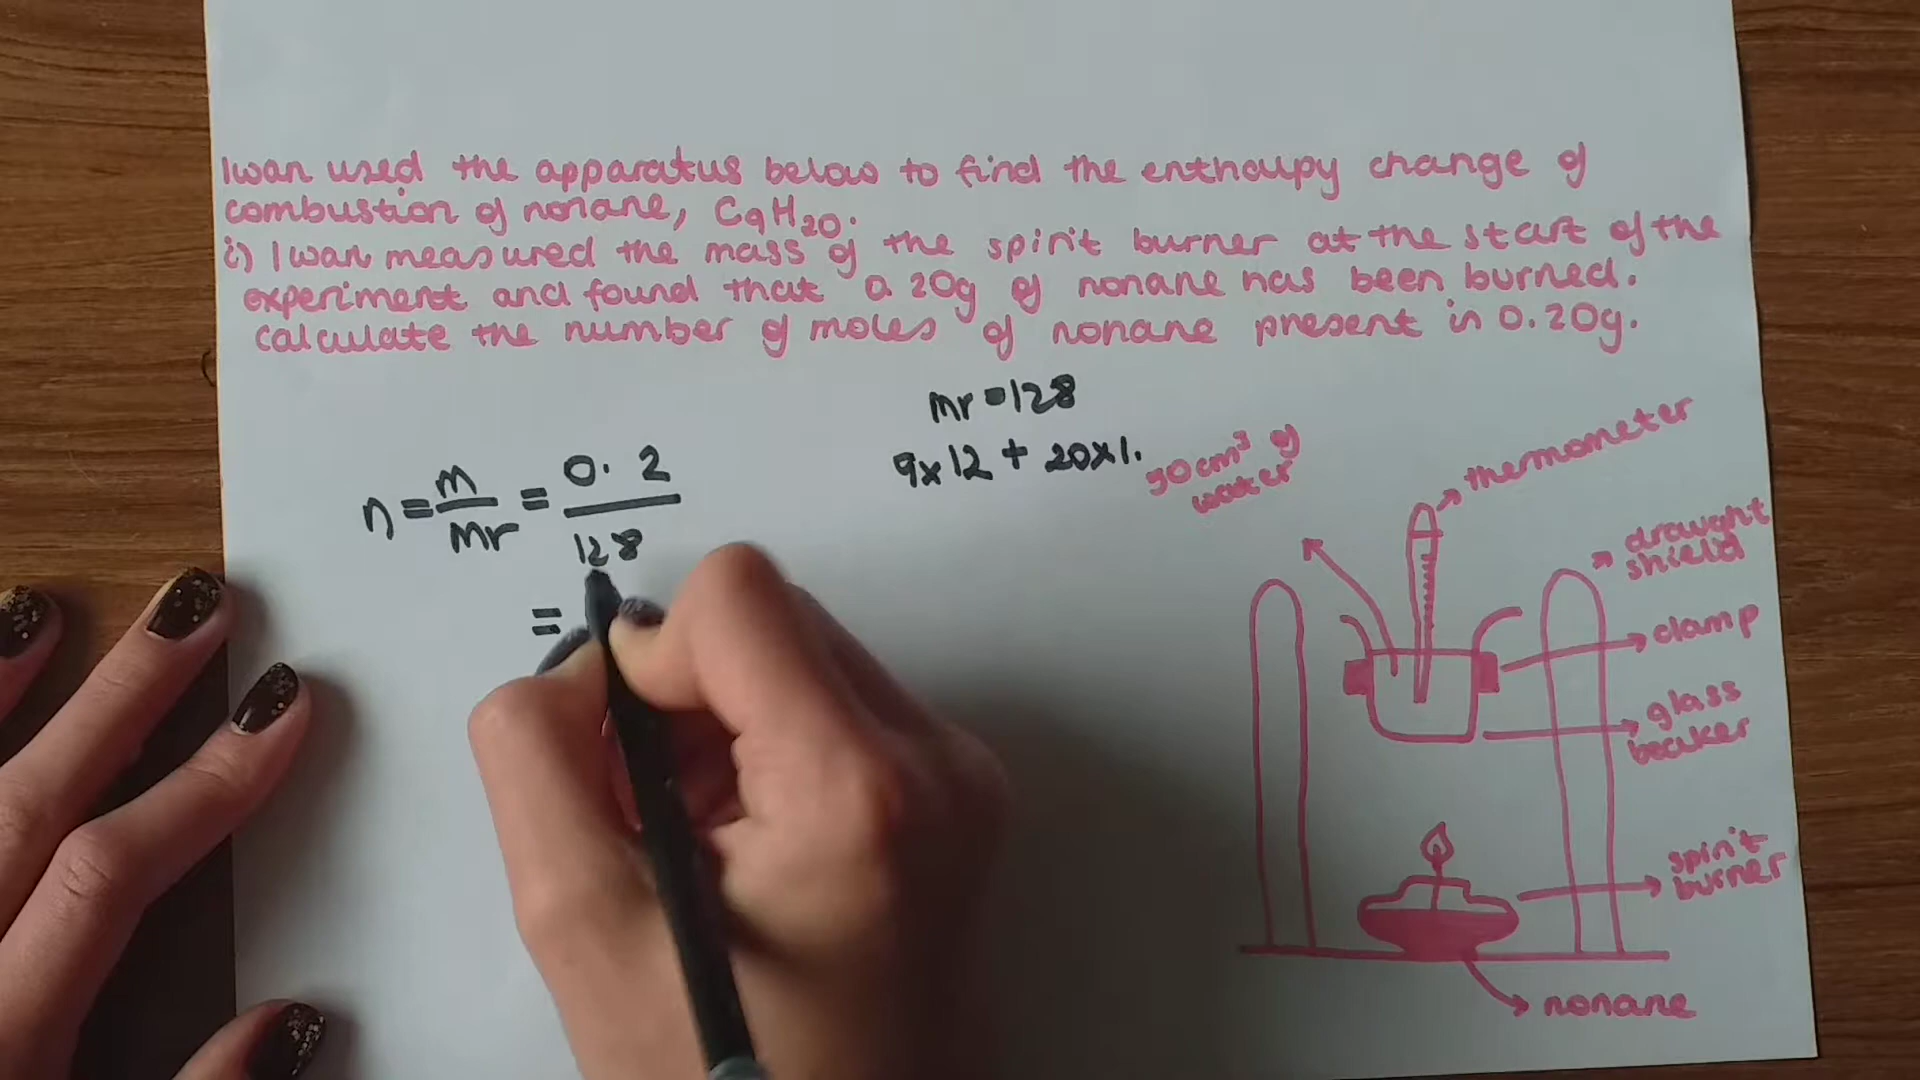 Iwan used the apparatus below to find the enthalpy change of
combustion of nonane, C₉H₂₀.
i) Iwan measured the mass of the spirit burner at the start of the
experiment and found that 0.20g of nonane has been burned.
calculate the number of moles of nonane present in 0.20g.
mr = 128
9x12 + 20x1.
n = m/mr = 0.2/128
=
50cm³ of
water
thermometer
draught
shield
clamp
glass
beaker
spirit
burner
nonane